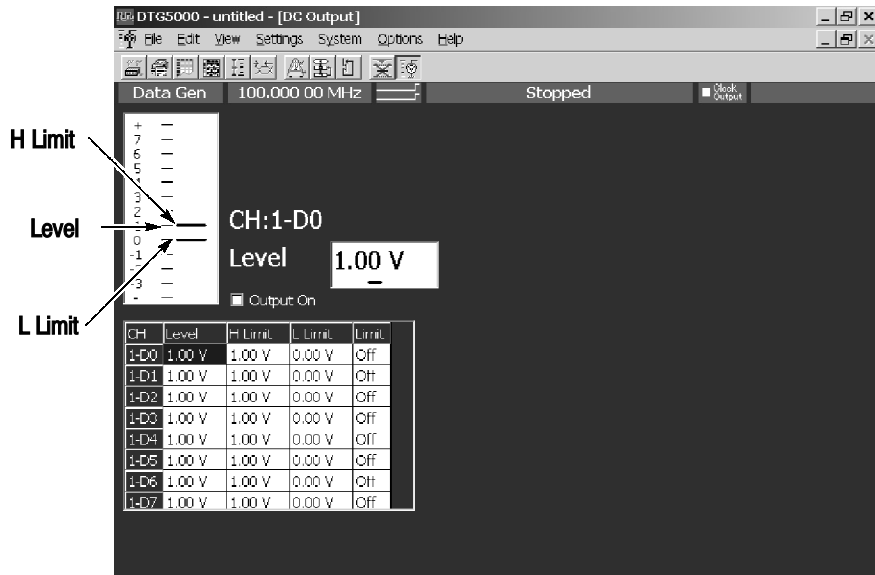 DTG5000 - untitled - [DC Output]
File Edit View Settings System Options Help
Data Gen 100.000 00 MHz Stopped Clock Output
H Limit
Level
L Limit
+
7
6
5
3
2
0
-1
-3
-
CH:1-D0
Level 1.00 V
Output On
CH Level H Limit L Limit Limit
1-D0 1.00 V 1.00 V 0.00 V Off
1-D1 1.00 V 1.00 V 0.00 V Off
1-D2 1.00 V 1.00 V 0.00 V Off
1-D3 1.00 V 1.00 V 0.00 V Off
1-D4 1.00 V 1.00 V 0.00 V Off
1-D5 1.00 V 1.00 V 0.00 V Off
1-D6 1.00 V 1.00 V 0.00 V Off
1-D7 1.00 V 1.00 V 0.00 V Off